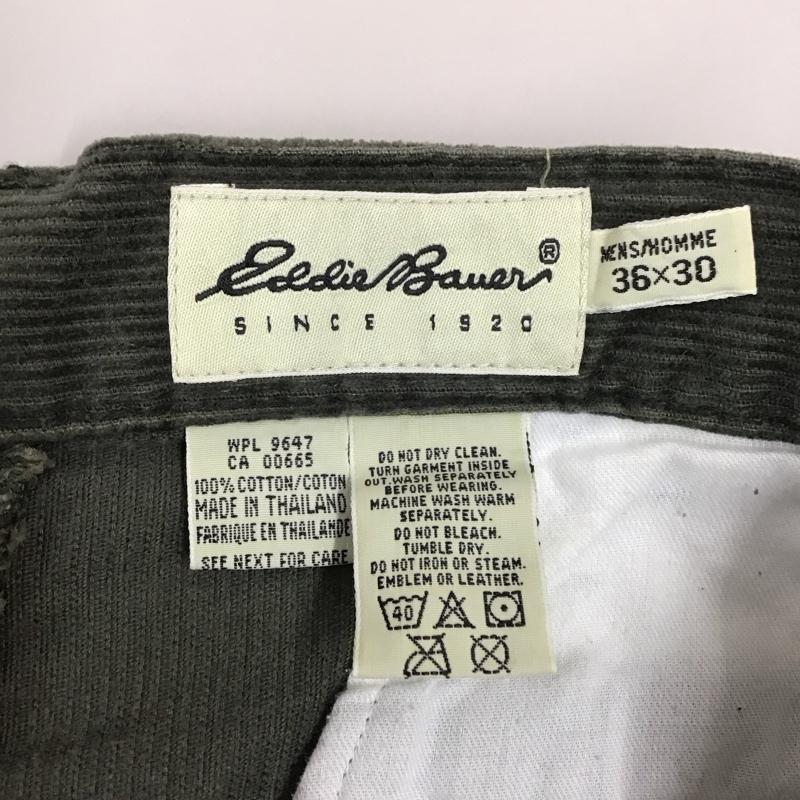 Eddie Bauer®
SINCE 1920
MENS/HOMME
36×30
WPL 9647
CA 00665
100% COTTON/COTON
MADE IN THAILAND
FABRIQUE EN THAILANDE
SEE NEXT FOR CARE
DO NOT DRY CLEAN.
TURN GARMENT INSIDE
OUT.WASH SEPARATELY
BEFORE WEARING.
MACHINE WASH WARM
SEPARATELY.
DO NOT BLEACH.
TUMBLE DRY.
DO NOT IRON OR STEAM.
EMBLEM OR LEATHER.
40